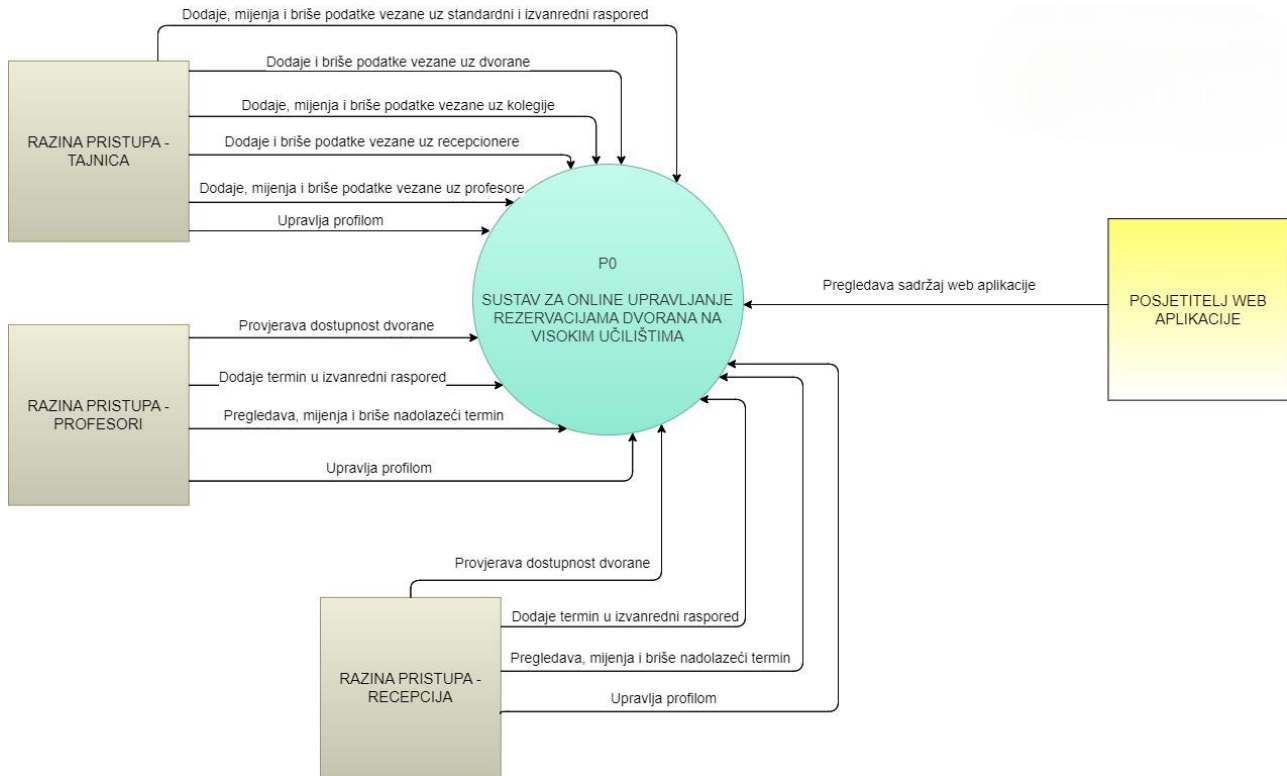 Dodaje, mijenja i briše podatke vezane uz standardni i izvanredni raspored
Dodaje i briše podatke vezane uz dvorane
Dodaje, mijenja i briše podatke vezane uz kolegije
RAZINA PRISTUPA -
TAJNICA
Dodaje i briše podatke vezane uz recepcionere
Dodaje, mijenja i briše podatke vezane uz profesore
Upravlja profilom
P0
SUSTAV ZA ONLINE UPRAVLJANJE
REZERVACIJAMA DVORANA NA
VISOKIM UČILIŠTIMA
Pregledava sadržaj web aplikacije
POSJETITELJ WEB
APLIKACIJE
Provjerava dostupnost dvorane
Dodaje termin u izvanredni raspored
RAZINA PRISTUPA -
PROFESORI
Pregledava, mijenja i briše nadolazeći termin
Upravlja profilom
Provjerava dostupnost dvorane
Dodaje termin u izvanredni raspored
Pregledava, mijenja i briše nadolazeći termin
RAZINA PRISTUPA -
RECEPCIJA
Upravlja profilom